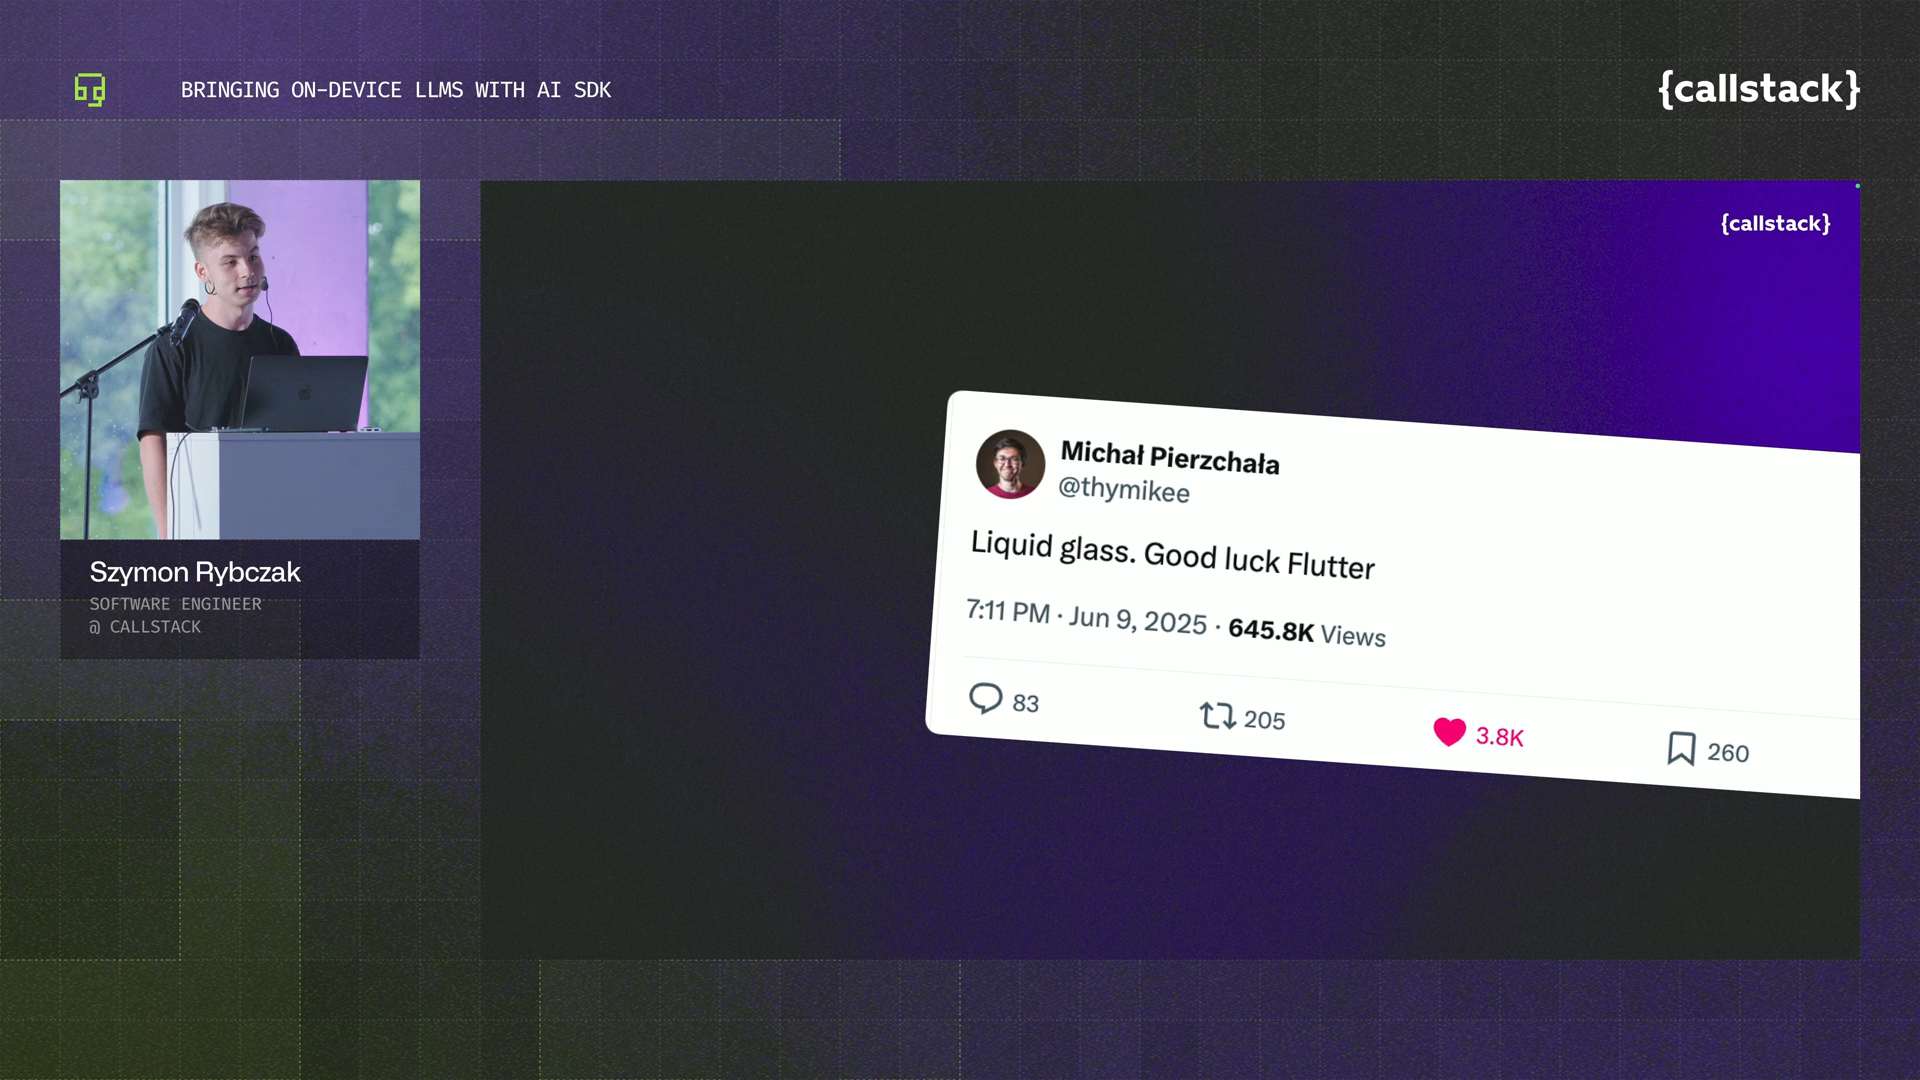 BRINGING ON-DEVICE LLMS WITH AI SDK
{callstack}
{callstack}
Szymon Rybczak
SOFTWARE ENGINEER
@ CALLSTACK
Michał Pierzchała
@thymikee
Liquid glass. Good luck Flutter
7:11 PM · Jun 9, 2025 · 645.8K Views
83 205 3.8K 260